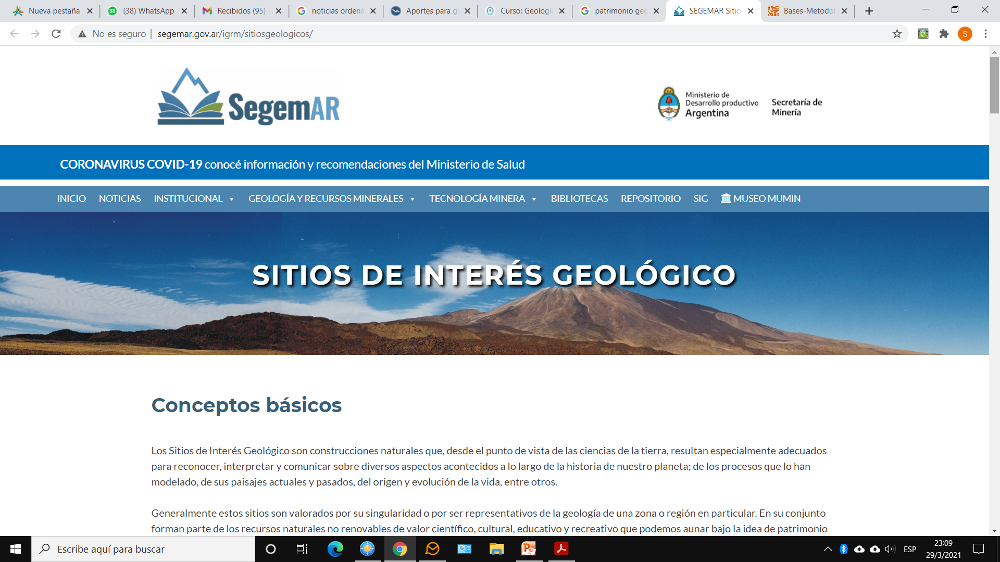 Nueva pestaña
(38) WhatsApp
Recibidos (95) -
noticias ordena
Aportes para g
Curso: Geologí
patrimonio geo
SEGEMAR Sitio
Bases-Metodol
No es seguro
segemar.gov.ar/igrm/sitiosgeologicos/
S
SegemAR
Ministerio de
Desarrollo productivo
Argentina
Secretaría de
Minería
CORONAVIRUS COVID-19 conocé información y recomendaciones del Ministerio de Salud
INICIO
NOTICIAS
INSTITUCIONAL
GEOLOGÍA Y RECURSOS MINERALES
TECNOLOGÍA MINERA
BIBLIOTECAS
REPOSITORIO
SIG
MUSEO MUMIN
SITIOS DE INTERÉS GEOLÓGICO
Conceptos básicos
Los Sitios de Interés Geológico son construcciones naturales que, desde el punto de vista de las ciencias de la tierra, resultan especialmente adecuados
para reconocer, interpretar y comunicar sobre diversos aspectos acontecidos a lo largo de la historia de nuestro planeta; de los procesos que lo han
modelado, de sus paisajes actuales y pasados, del origen y evolución de la vida, entre otros.
Generalmente estos sitios son valorados por su singularidad o por ser representativos de la geología de una zona o región en particular. En su conjunto
forman parte de los recursos naturales no renovables de valor científico, cultural, educativo y recreativo que podemos aunar bajo la idea de patrimonio
Escribe aquí para buscar
ESP
23:09
29/3/2021